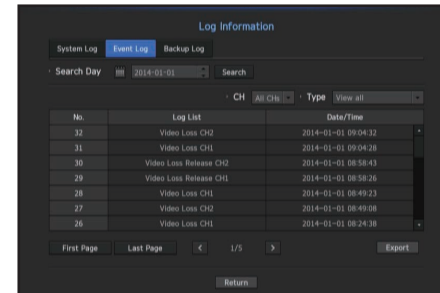 Log Information
System Log Event Log Backup Log
· Search Day 2014-01-01 Search
· CH All CHs · Type View all
No. Log List Date/Time
32 Video Loss CH2 2014-01-01 09:04:32
31 Video Loss CH1 2014-01-01 09:04:28
30 Video Loss Release CH2 2014-01-01 08:58:43
29 Video Loss Release CH1 2014-01-01 08:58:26
28 Video Loss CH1 2014-01-01 08:49:23
27 Video Loss CH2 2014-01-01 08:49:08
26 Video Loss CH1 2014-01-01 08:24:38
First Page Last Page < 1/5 > Export
Return